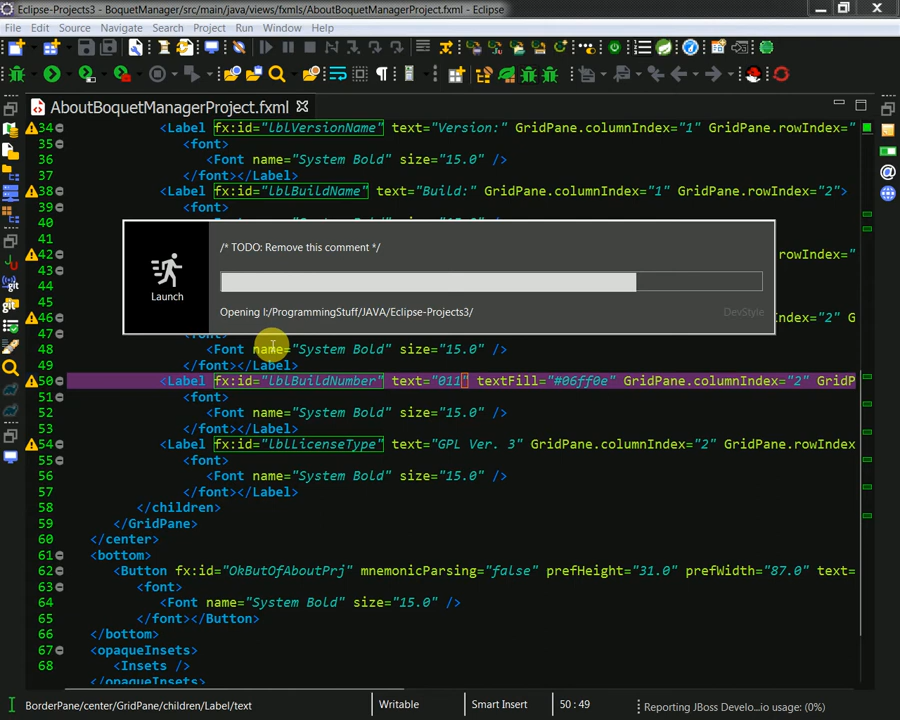 Eclipse-Projects3 - BoquetManager/src/main/java/views/fxmls/AboutBoquetManagerProject.fxml - Eclipse
File Edit Source Navigate Search Project Run Window Help
AboutBoquetManagerProject.fxml
34 <Label fx:id="lblVersionName" text="Version:" GridPane.columnIndex="1" GridPane.rowIndex="
35 <font>
36 <Font name="System Bold" size="15.0" />
37 </font></Label>
38 <Label fx:id="lblBuildName" text="Build:" GridPane.columnIndex="1" GridPane.rowIndex="2">
39 <font>
40
41
42
43
44
45
46
47
48 <Font name="System Bold" size="15.0" />
49 </font></Label>
50 <Label fx:id="lblBuildNumber" text="011" textFill="#06ff0e" GridPane.columnIndex="2" GridP
51 <font>
52 <Font name="System Bold" size="15.0" />
53 </font></Label>
54 <Label fx:id="lblLicenseType" text="GPL Ver. 3" GridPane.columnIndex="2" GridPane.rowIndex
55 <font>
56 <Font name="System Bold" size="15.0" />
57 </font></Label>
58 </children>
59 </GridPane>
60 </center>
61 <bottom>
62 <Button fx:id="OkButOfAboutPrj" mnemonicParsing="false" prefHeight="31.0" prefWidth="87.0" text=
63 <font>
64 <Font name="System Bold" size="15.0" />
65 </font></Button>
66 </bottom>
67 <opaqueInsets>
68 <Insets />
</opaqueInsets>
/* TODO: Remove this comment */
Launch
Opening I:/ProgrammingStuff/JAVA/Eclipse-Projects3/
DevStyle
BorderPane/center/GridPane/children/Label/text
Writable
Smart Insert
50 : 49
Reporting JBoss Develo...io usage: (0%)